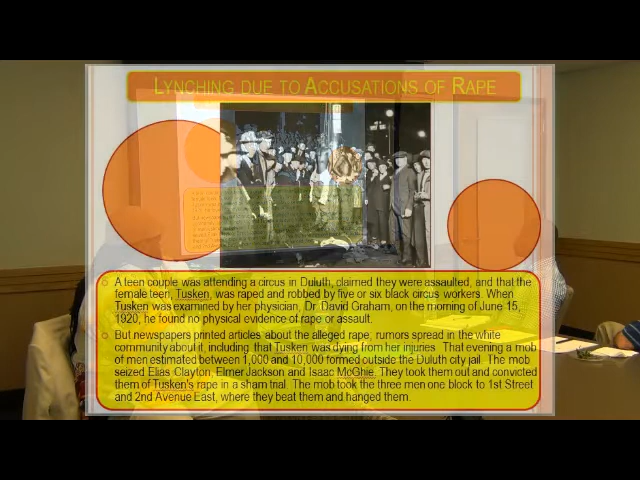 LYNCHING DUE TO ACCUSATIONS OF RAPE
A teen couple was attending a circus in Duluth, claimed they were assaulted, and that the
female teen, Tusken, was raped and robbed by five or six black circus workers. When
Tusken was examined by her physician, Dr. David Graham, on the morning of June 15,
1920, he found no physical evidence of rape or assault.
But newspapers printed articles about the alleged rape; rumors spread in the white
community about it, including that Tusken was dying from her injuries. That evening a mob
of men estimated between 1,000 and 10,000 formed outside the Duluth city jail. The mob
seized Elias Clayton, Elmer Jackson and Isaac McGhie. They took them out and convicted
them of Tusken's rape in a sham trial. The mob took the three men one block to 1st Street
and 2nd Avenue East, where they beat them and hanged them.